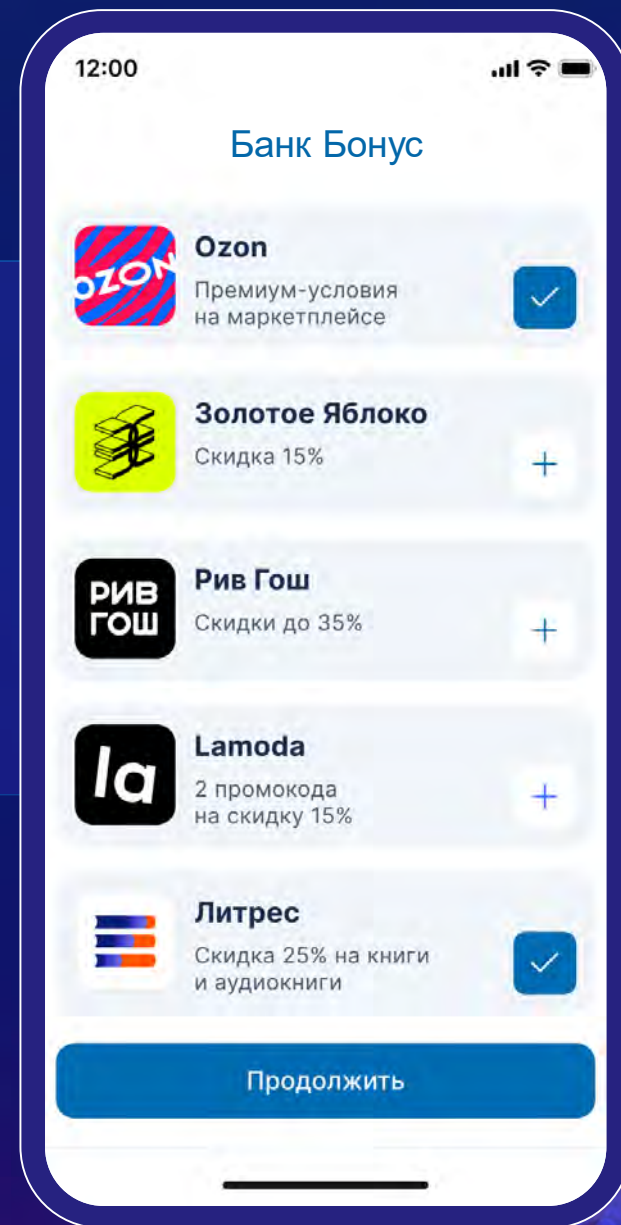 12:00
Банк Бонус
OZON
Ozon
Премиум-условия
на маркетплейсе
Золотое Яблоко
Скидка 15%
РИВ
ГОШ
Рив Гош
Скидки до 35%
la
Lamoda
2 промокода
на скидку 15%
Литрес
Скидка 25% на книги
и аудиокниги
Продолжить